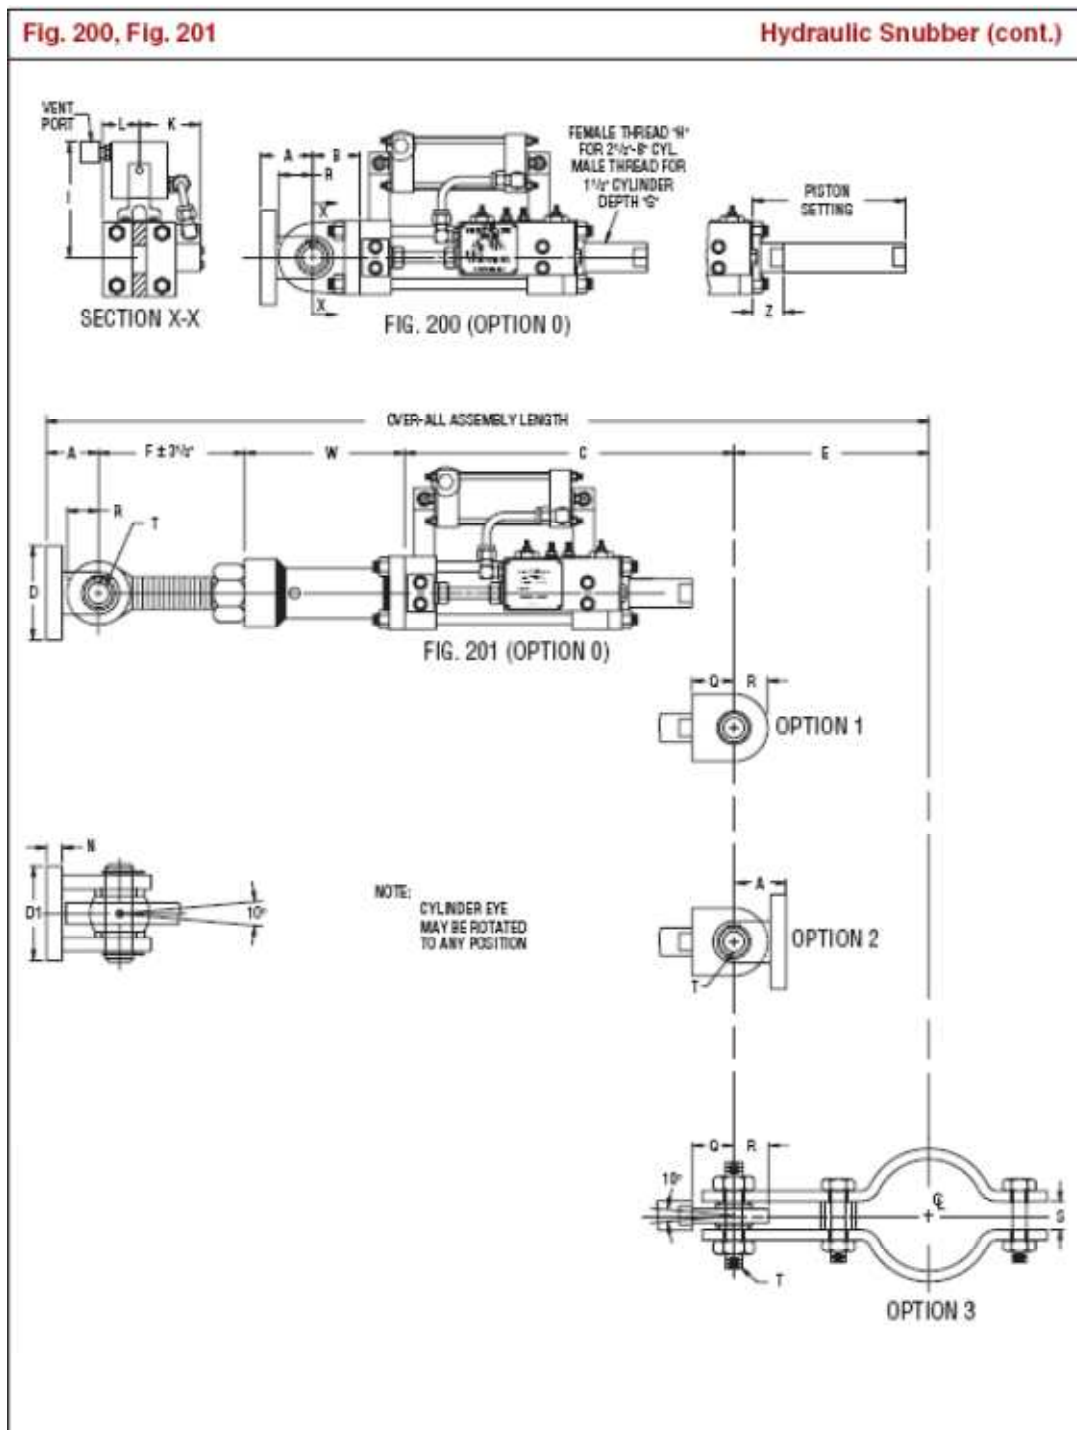 Fig. 200, Fig. 201
Hydraulic Snubber (cont.)
VENT
PORT
L
K
I
SECTION X-X
A
B
R
X
X
FIG. 200 (OPTION 0)
FEMALE THREAD "H"
FOR 2½"-8" CYL.
MALE THREAD FOR
1½" CYLINDER
DEPTH "G"
PISTON
SETTING
Z
OVER-ALL ASSEMBLY LENGTH
A
F ± 3½"
W
C
E
R
T
D
FIG. 201 (OPTION 0)
Q
R
OPTION 1
N
D1
10°
NOTE:
CYLINDER EYE
MAY BE ROTATED
TO ANY POSITION
A
OPTION 2
T
Q
R
10°
℄
S
T
OPTION 3